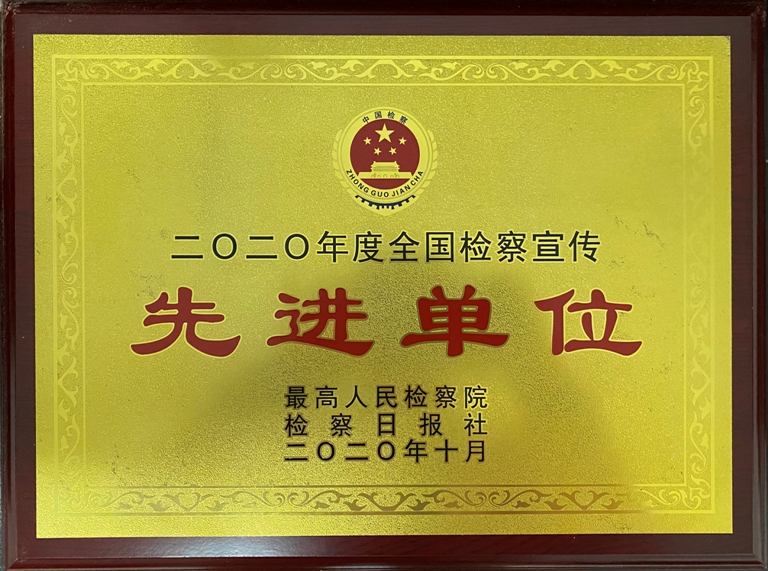 中国检察
ZHONG GUO JIAN CHA
二〇二〇年度全国检察宣传
先进单位
最高人民检察院
检察日报社
二〇二〇年十月